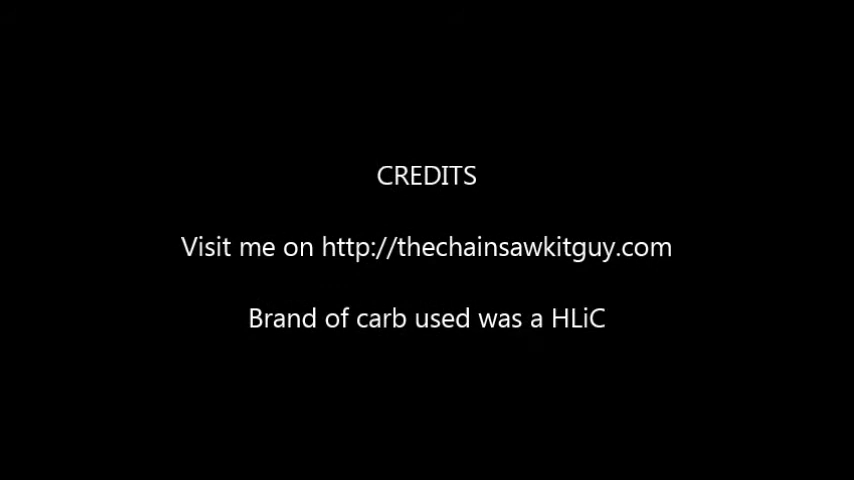 CREDITS
Visit me on http://thechainsawkitguy.com
Brand of carb used was a HLiC